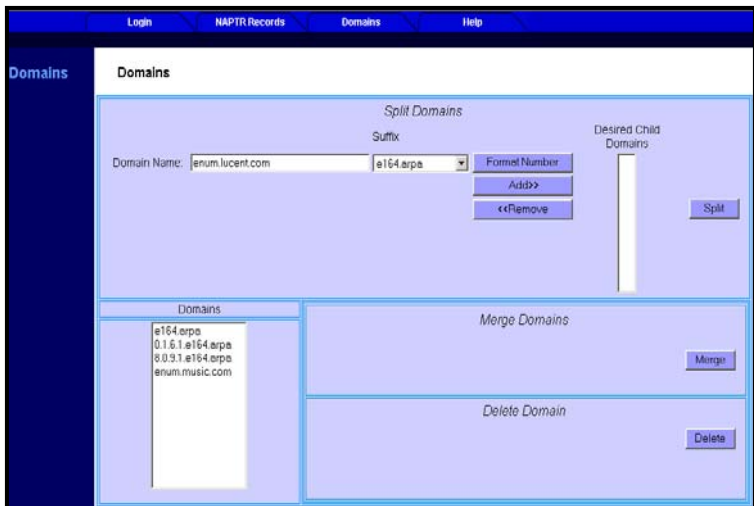 Login NAPTR Records Domains Help
Domains
Domains
Split Domains
Suffix
Desired Child
Domains
Domain Name: enum.lucent.com e164.arpa Format Number
Add>>
<<Remove
Split
Domains
e164.arpa
0.1.6.1.e164.arpa
8.0.9.1.e164.arpa
enum.music.com
Merge Domains
Merge
Delete Domain
Delete